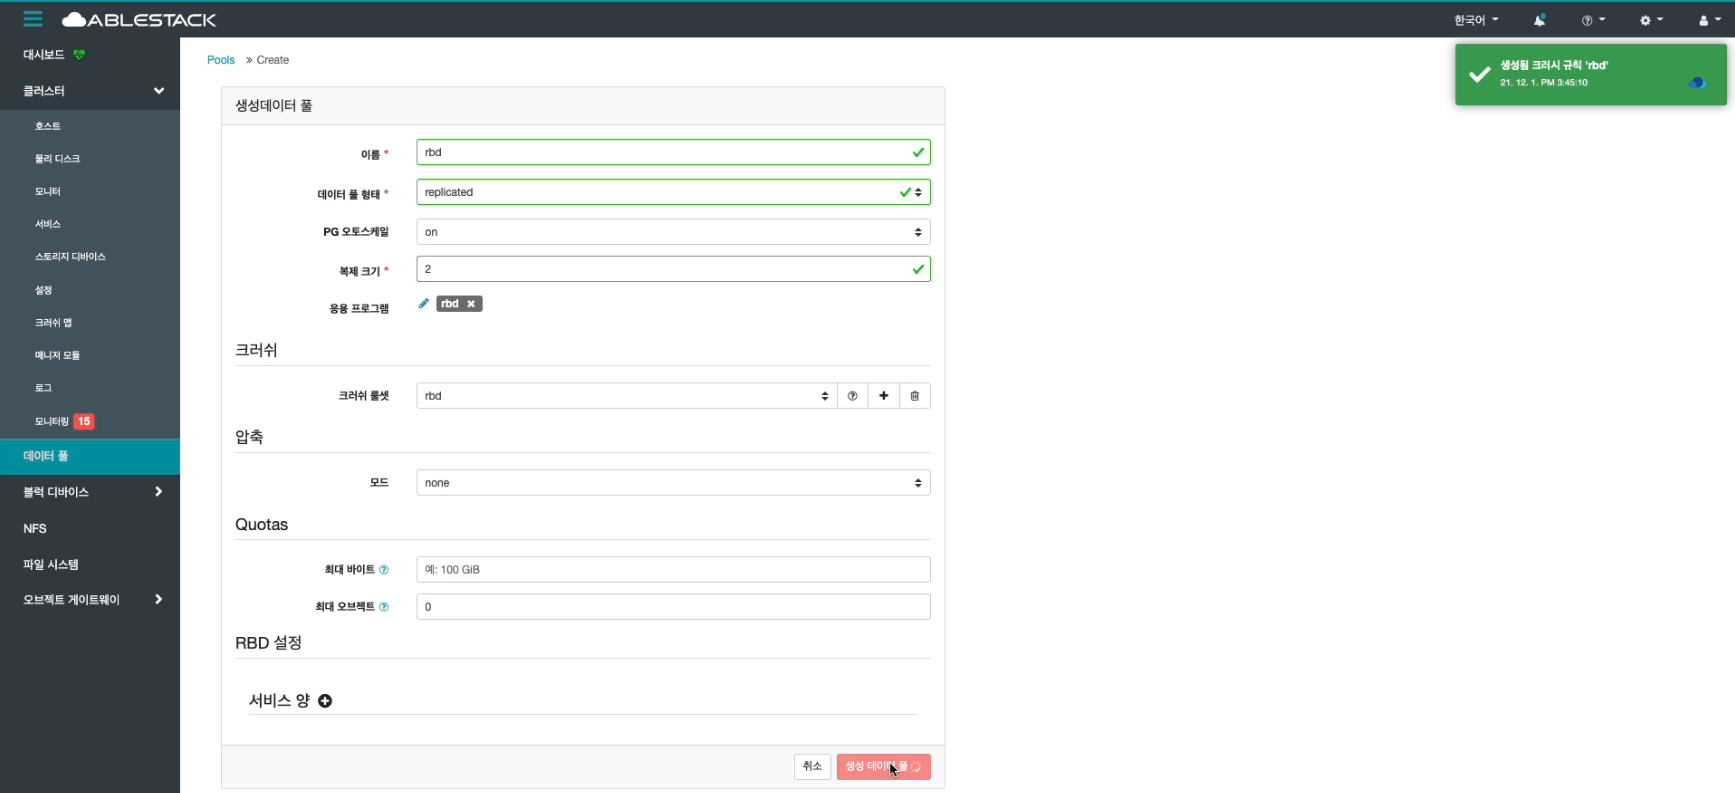 ABLESTACK
한국어
대시보드
클러스터
호스트
물리 디스크
모니터
서비스
스토리지 디바이스
설정
크러쉬 맵
매니저 모듈
로그
모니터링 15
데이터 풀
블럭 디바이스
NFS
파일 시스템
오브젝트 게이트웨이
Pools » Create
생성됨 크러시 규칙 'rbd'
21. 12. 1. PM 3:45:10
생성데이터 풀
이름 * rbd
데이터 풀 형태 * replicated
PG 오토스케일 on
복제 크기 * 2
응용 프로그램 rbd
크러쉬
크러쉬 룰셋 rbd
압축
모드 none
Quotas
최대 바이트 예: 100 GiB
최대 오브젝트 0
RBD 설정
서비스 양
취소 생성 데이터 풀